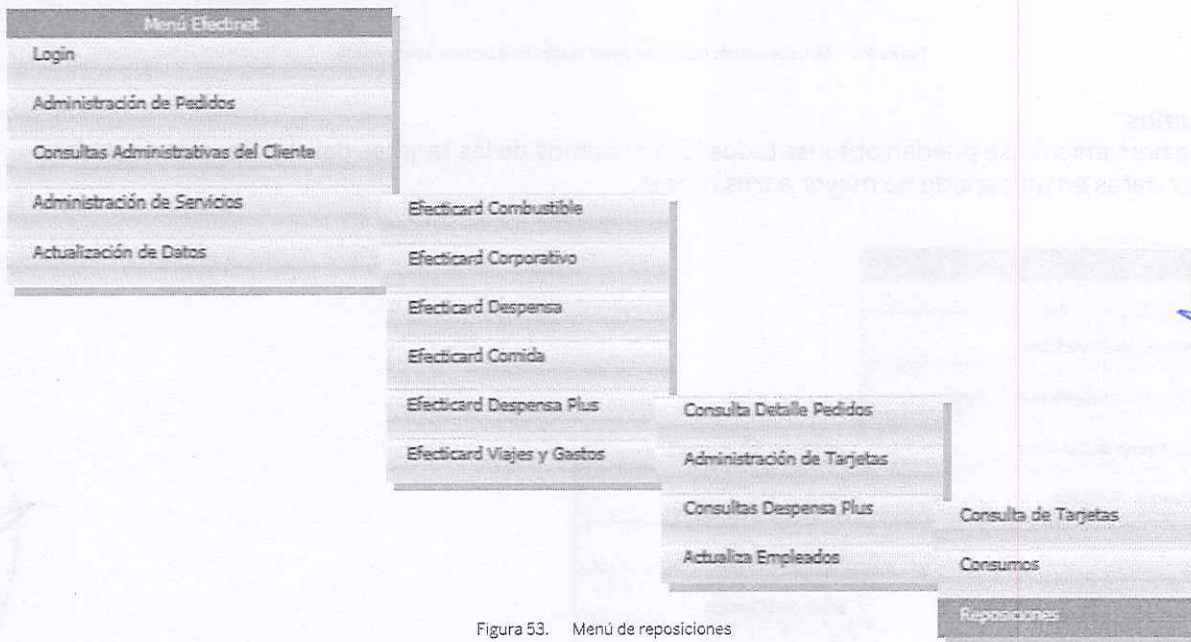 Menú Efectinet
Login
Administración de Pedidos
Consultas Administrativas del Cliente
Administración de Servicios
Actualización de Datos
Efecticard Combustible
Efecticard Corporativo
Efecticard Despensa
Efecticard Comida
Efecticard Despensa Plus
Efecticard Viajes y Gastos
Consulta Detalle Pedidos
Administración de Tarjetas
Consultas Despensa Plus
Actualiza Empleados
Consulta de Tarjetas
Consumos
Reposiciones
Figura 53. Menú de reposiciones